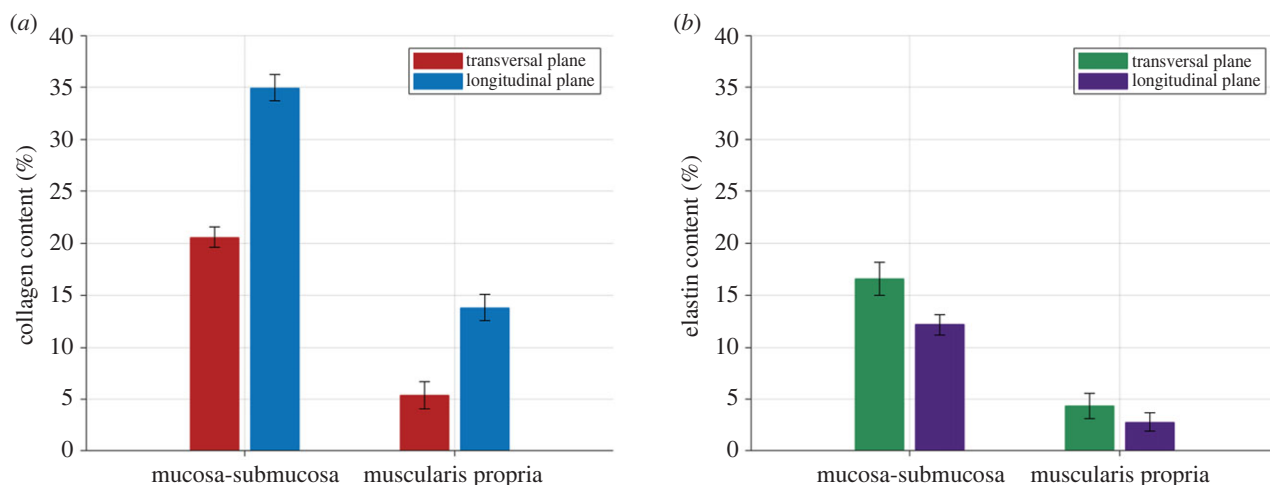 (a)
40
35
30
25
20
15
10
5
0
collagen content (%)
transversal plane
longitudinal plane
mucosa-submucosa
muscularis propria
(b)
40
35
30
25
20
15
10
5
0
elastin content (%)
transversal plane
longitudinal plane
mucosa-submucosa
muscularis propria